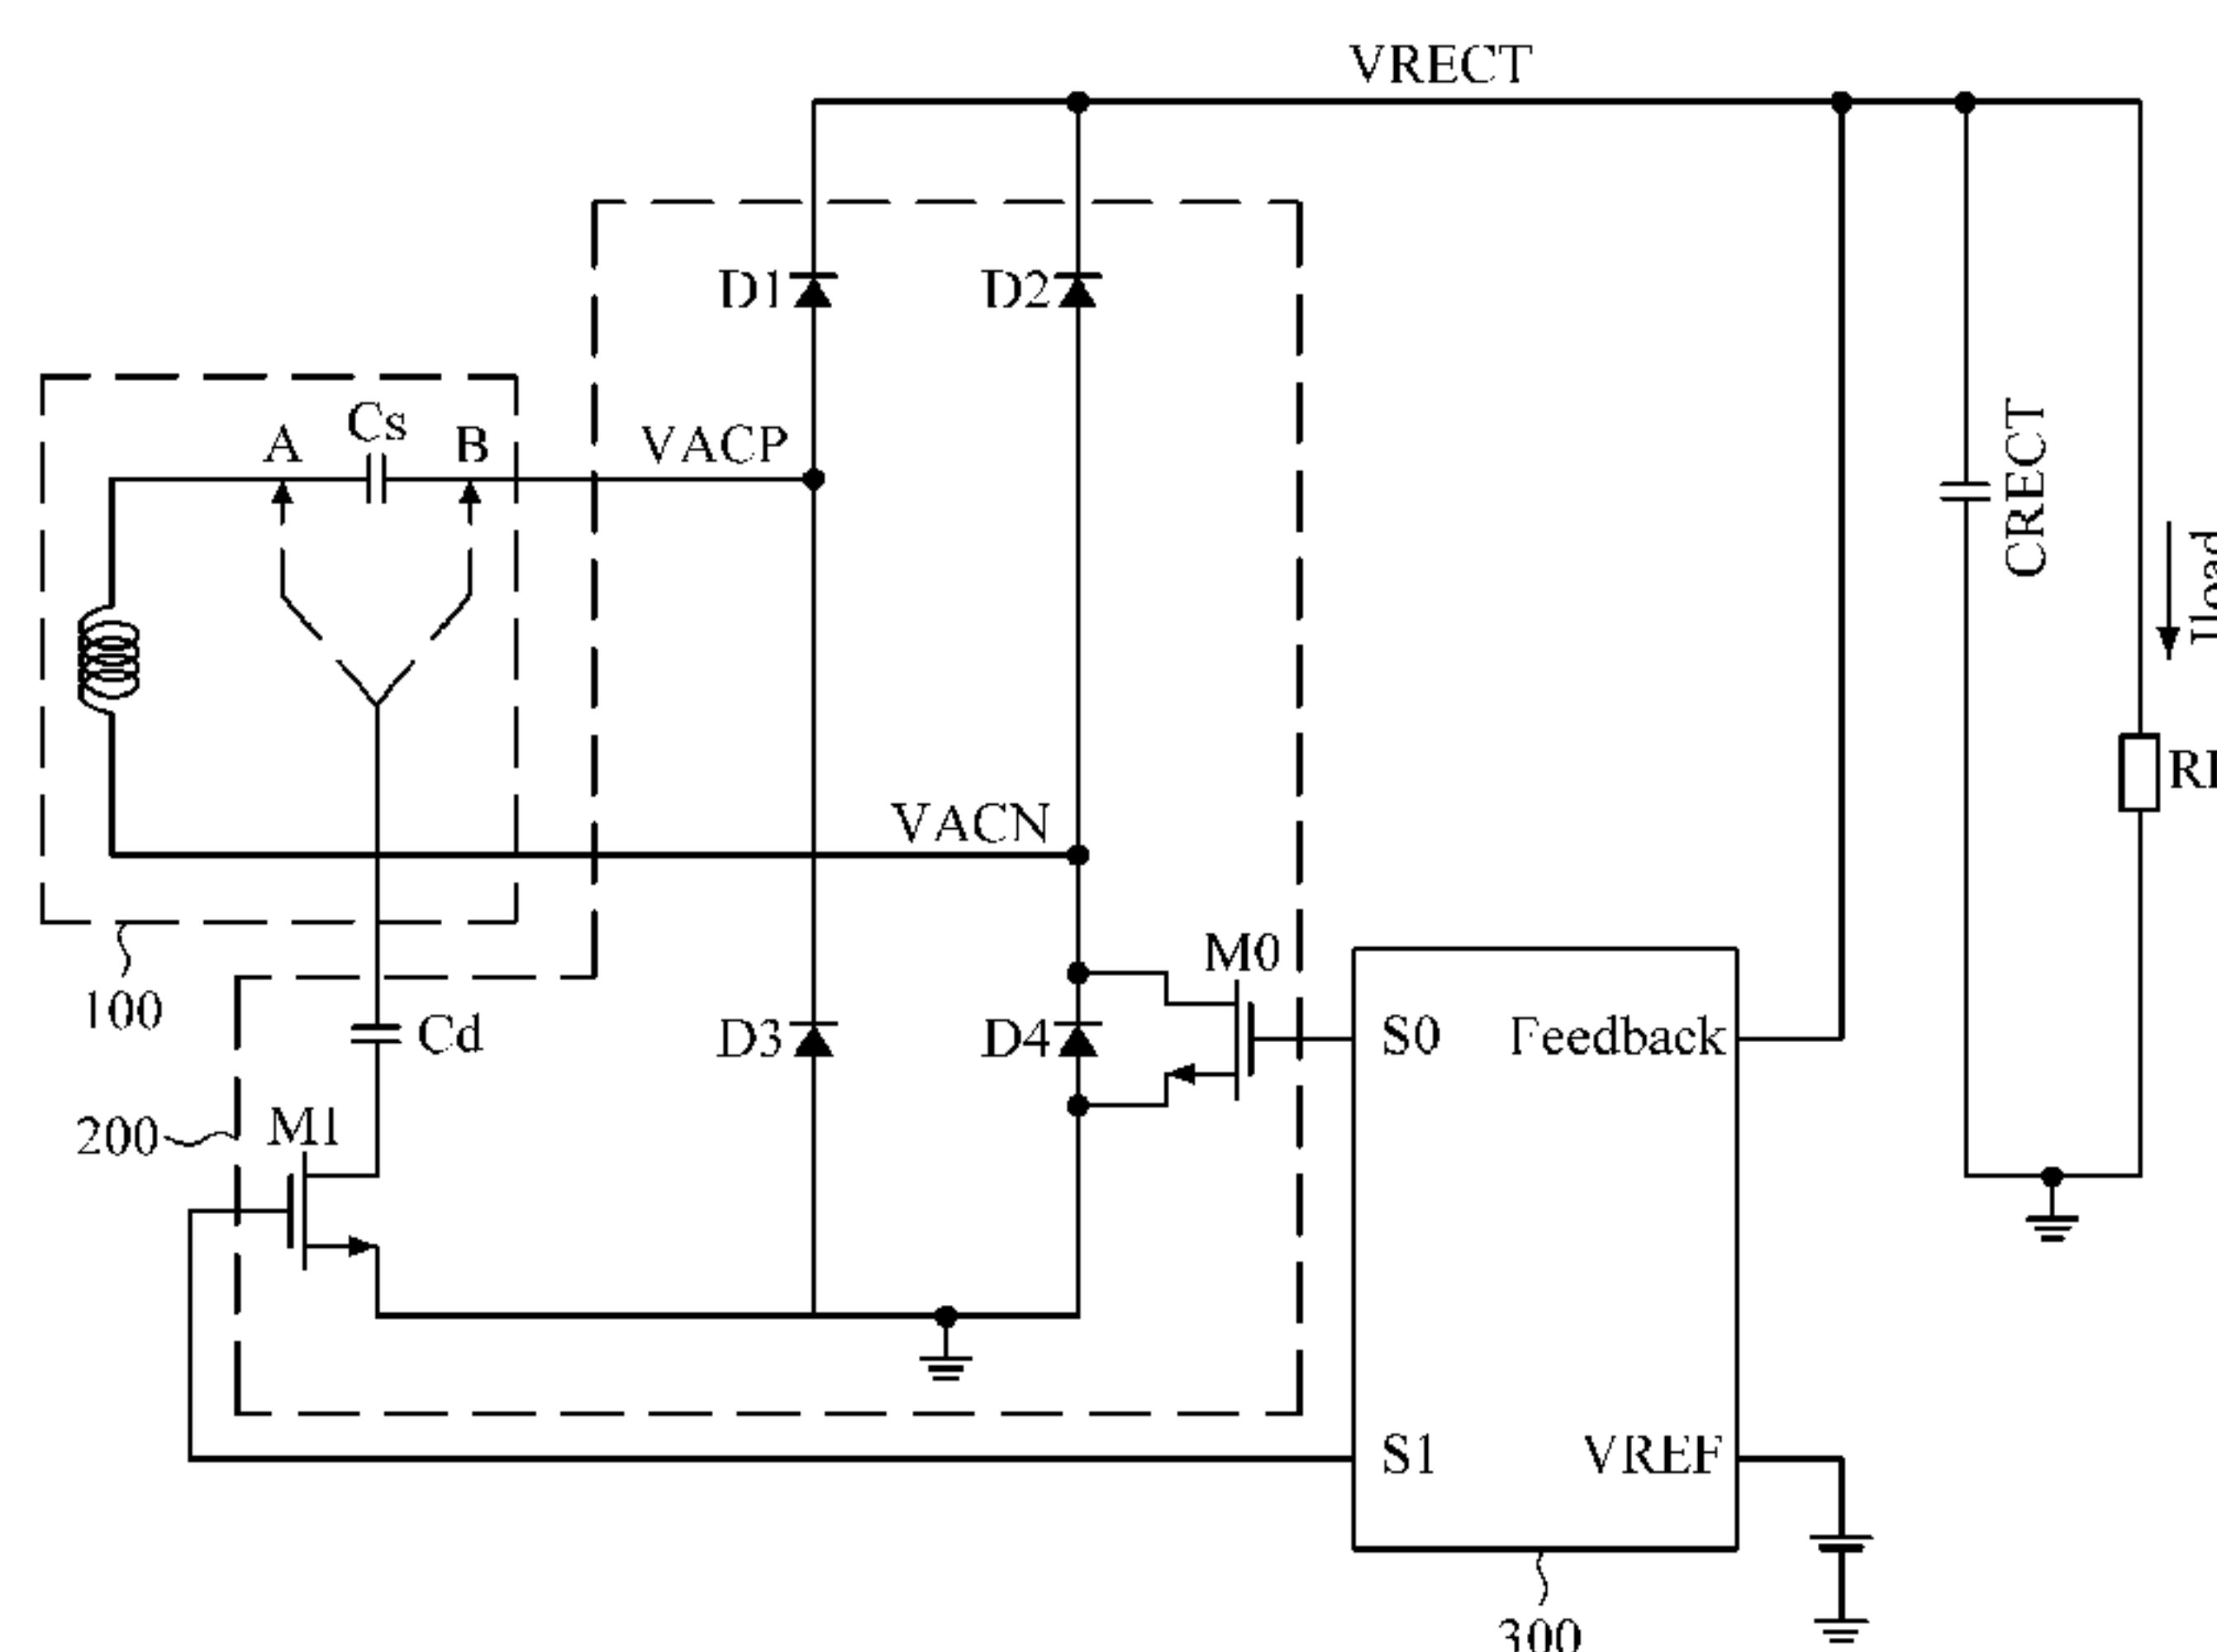 VRECT
D1
D2
A
Cs
B
VACP
CRECT
Iload
VACN
M0
100
Cd
D3
D4
S0
Feedback
200
M1
S1
VREF
300